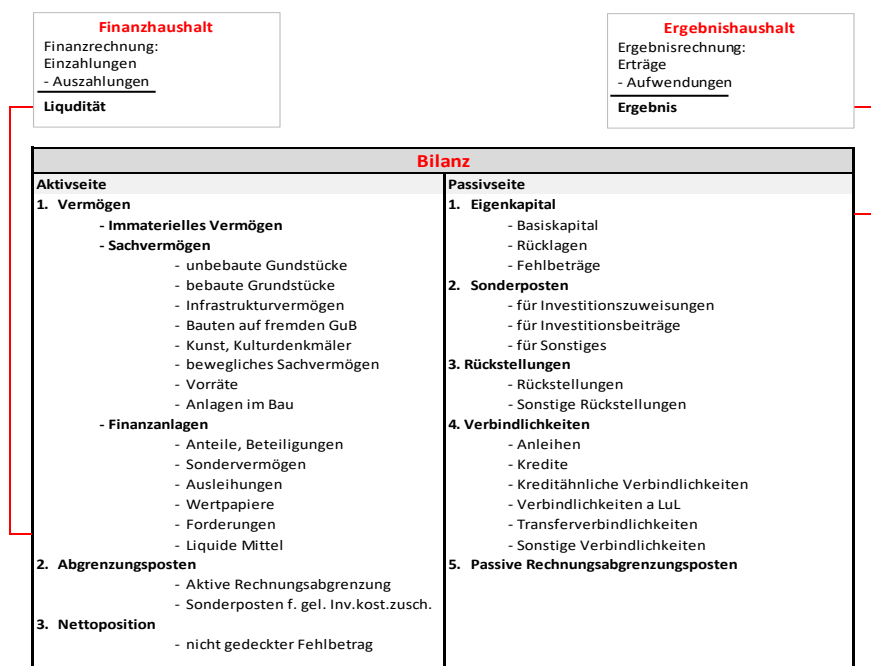 Finanzhaushalt
Finanzrechnung:
Einzahlungen
- Auszahlungen
Liqudität
Ergebnishaushalt
Ergebnisrechnung:
Erträge
- Aufwendungen
Ergebnis
Bilanz
Aktivseite
1. Vermögen
- Immaterielles Vermögen
- Sachvermögen
- unbebaute Gundstücke
- bebaute Grundstücke
- Infrastrukturvermögen
- Bauten auf fremden GuB
- Kunst, Kulturdenkmäler
- bewegliches Sachvermögen
- Vorräte
- Anlagen im Bau
- Finanzanlagen
- Anteile, Beteiligungen
- Sondervermögen
- Ausleihungen
- Wertpapiere
- Forderungen
- Liquide Mittel
2. Abgrenzungsposten
- Aktive Rechnungsabgrenzung
- Sonderposten f. gel. Inv.kost.zusch.
3. Nettoposition
- nicht gedeckter Fehlbetrag
Passivseite
1. Eigenkapital
- Basiskapital
- Rücklagen
- Fehlbeträge
2. Sonderposten
- für Investitionszuweisungen
- für Investitionsbeiträge
- für Sonstiges
3. Rückstellungen
- Rückstellungen
- Sonstige Rückstellungen
4. Verbindlichkeiten
- Anleihen
- Kredite
- Kreditähnliche Verbindlichkeiten
- Verbindlichkeiten a LuL
- Transferverbindlichkeiten
- Sonstige Verbindlichkeiten
5. Passive Rechnungsabgrenzungsposten